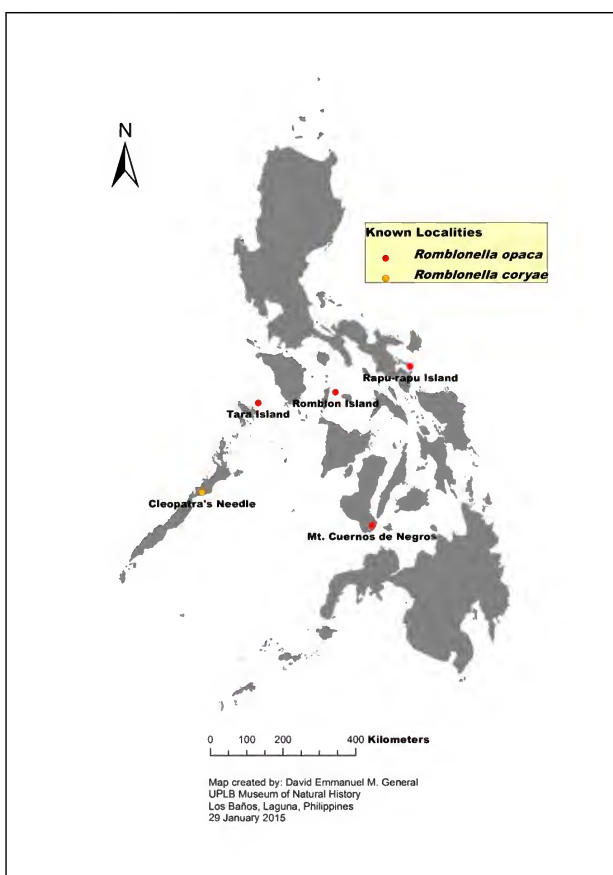 N
Known Localities
Romblonella opaca
Romblonella coryae
Rapu-rapu Island
Romblon Island
Tara Island
Cleopatra's Needle
Mt. Cuernos de Negros
0 100 200 400 Kilometers
Map created by: David Emmanuel M. General
UPLB Museum of Natural History
Los Baños, Laguna, Philippines
29 January 2015